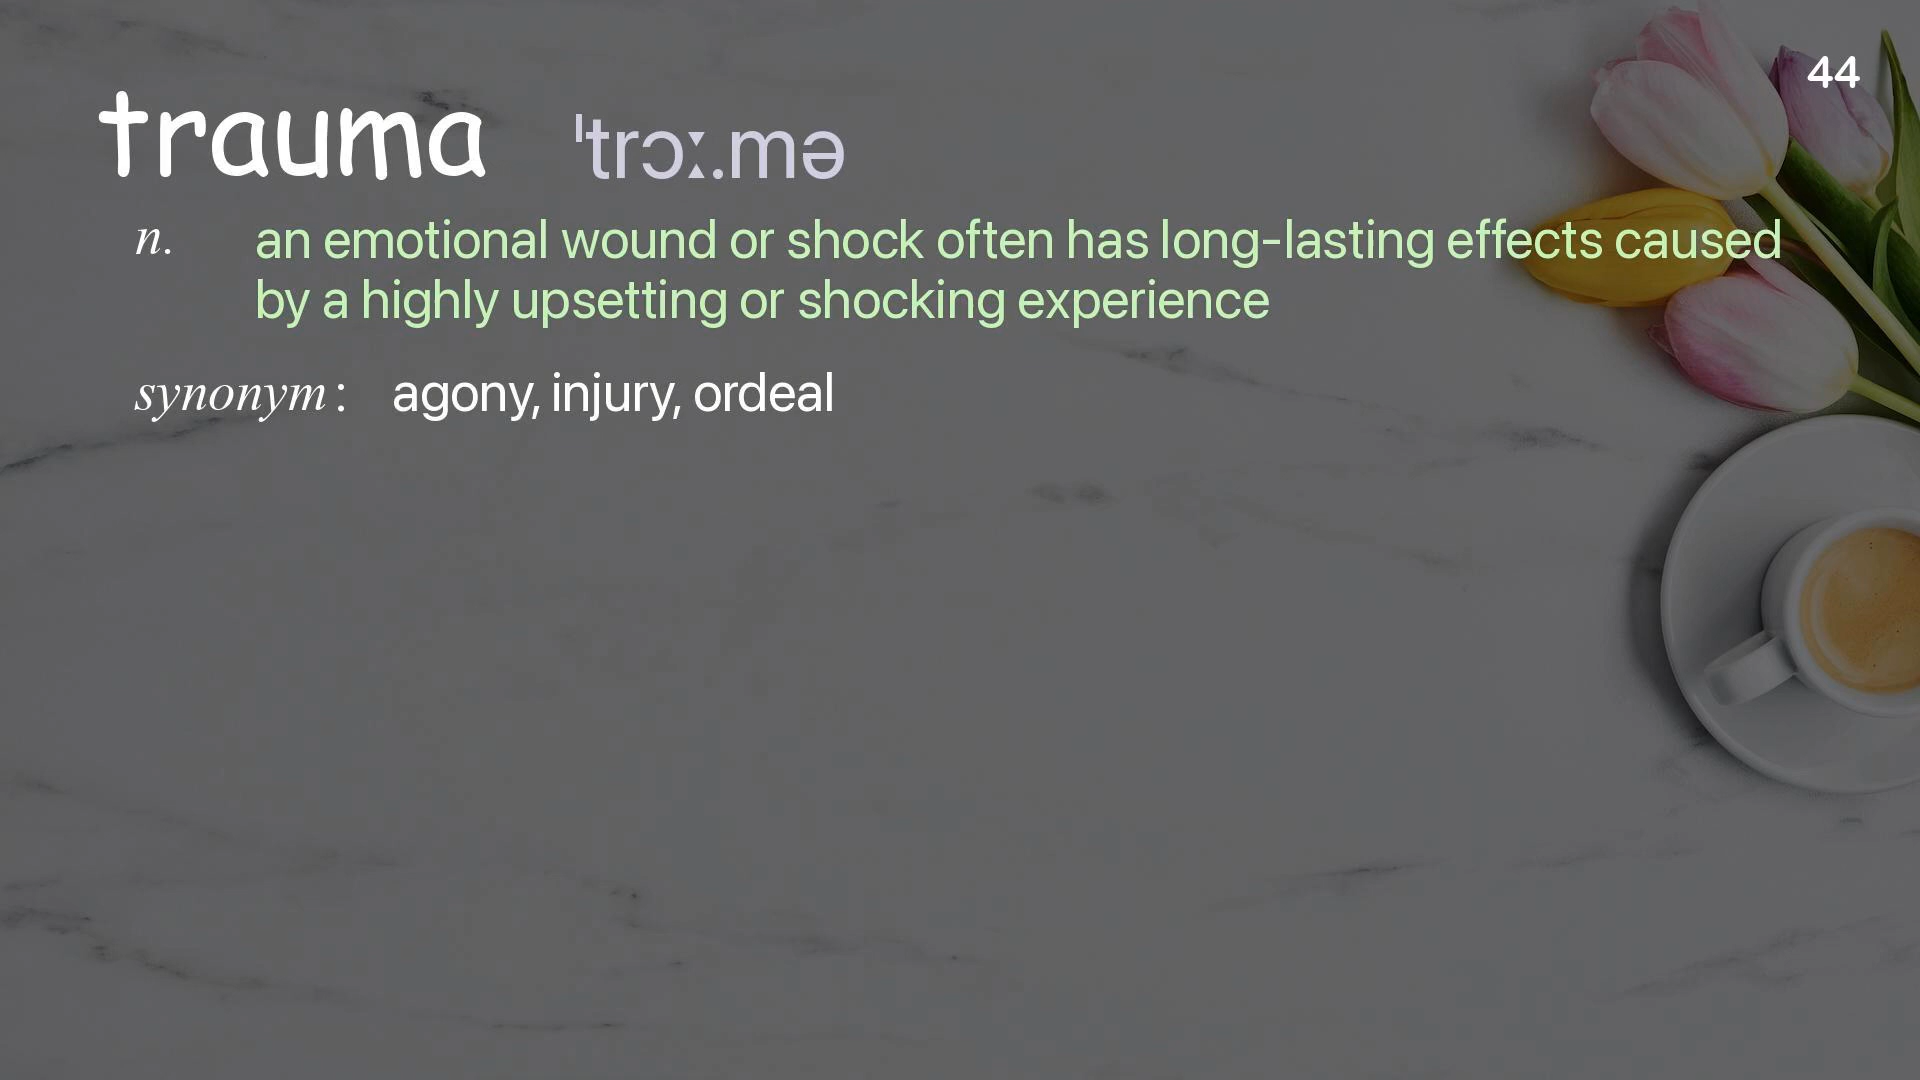 44
trauma ˈtrɔː.mə
n. an emotional wound or shock often has long-lasting effects caused
by a highly upsetting or shocking experience
synonym : agony, injury, ordeal